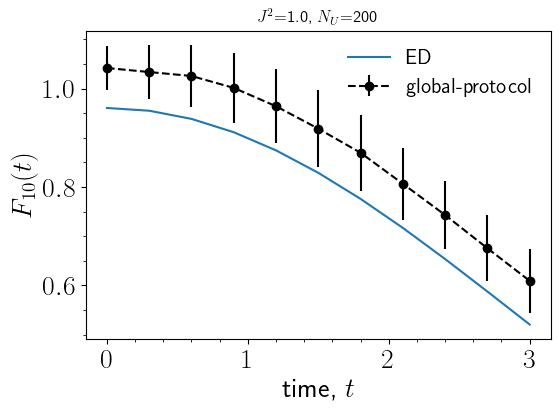 J²=1.0, N_U=200
ED
global-protocol
F₁₀(t)
1.0
0.8
0.6
0 1 2 3
time, t